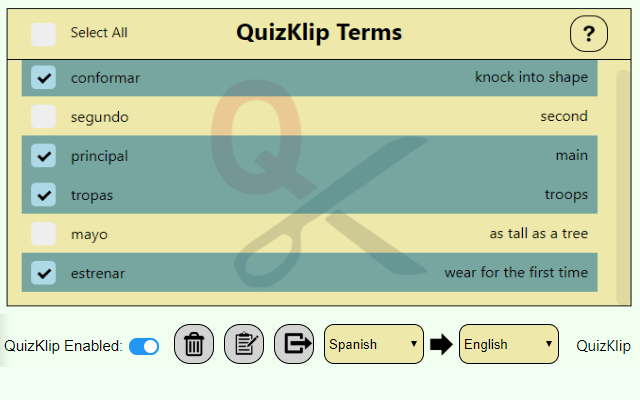 Select All
QuizKlip Terms
?
conformar knock into shape
segundo second
principal main
tropas troops
mayo as tall as a tree
estrenar wear for the first time
Q
QuizKlip Enabled: Spanish English QuizKlip